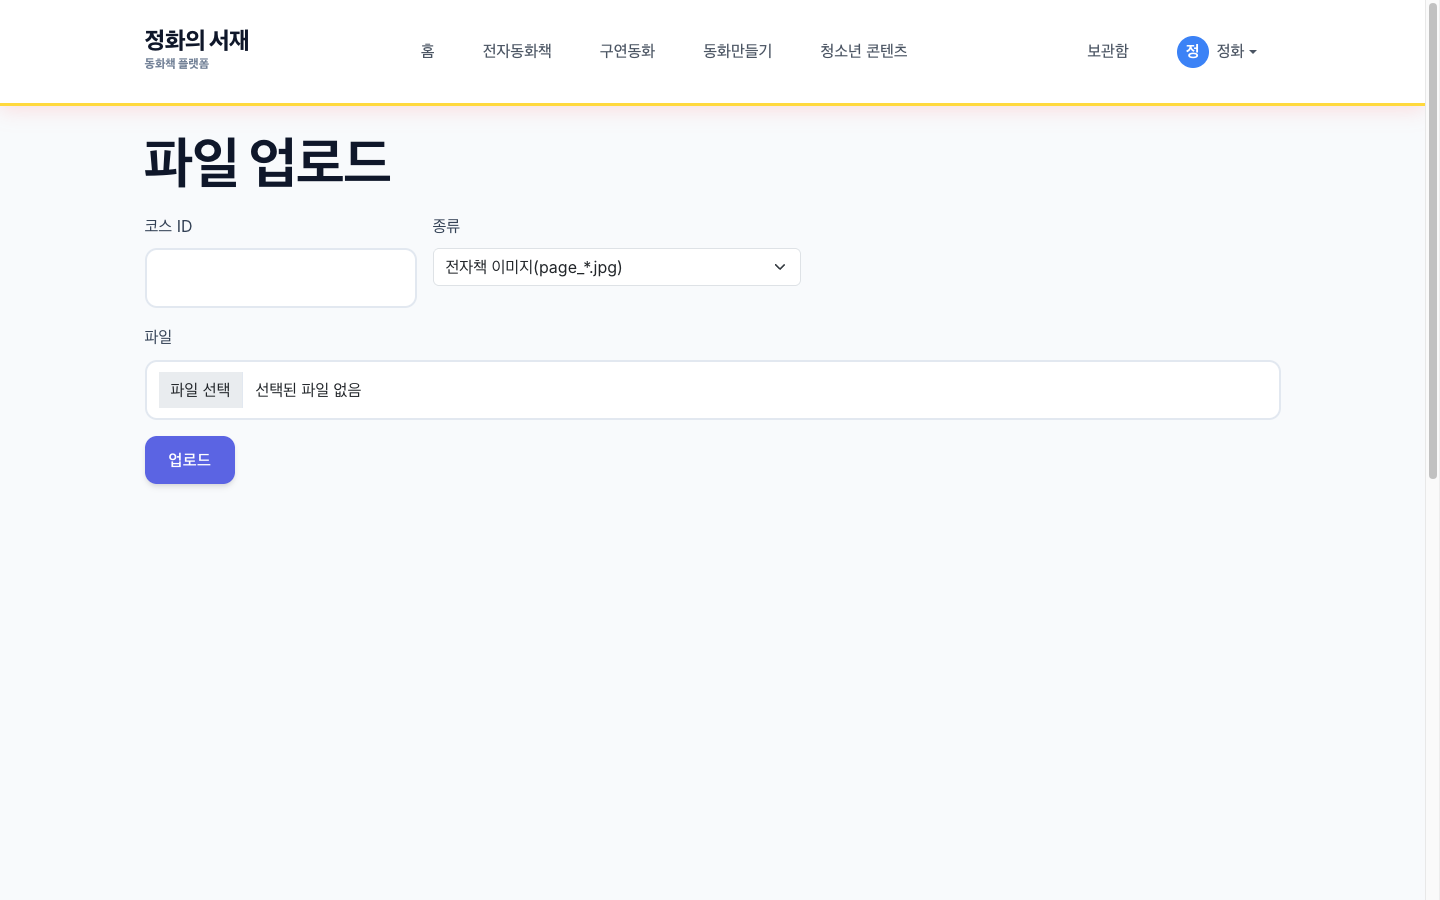 정화의 서재
동화책 플랫폼
홈 전자동화책 구연동화 동화만들기 청소년 콘텐츠 보관함 정 정화
파일 업로드
코스 ID 종류
전자책 이미지(page_*.jpg)
파일
파일 선택 선택된 파일 없음
업로드